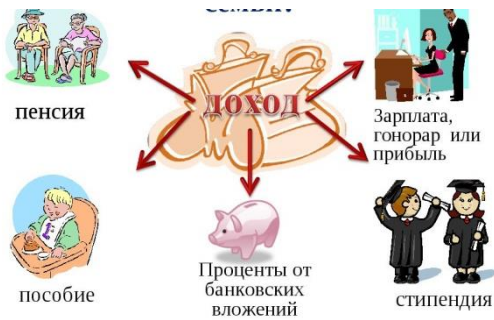 ДОХОД
пенсия
Зарплата,
гонорар или
прибыль
пособие
Проценты от
банковских
вложений
стипендия